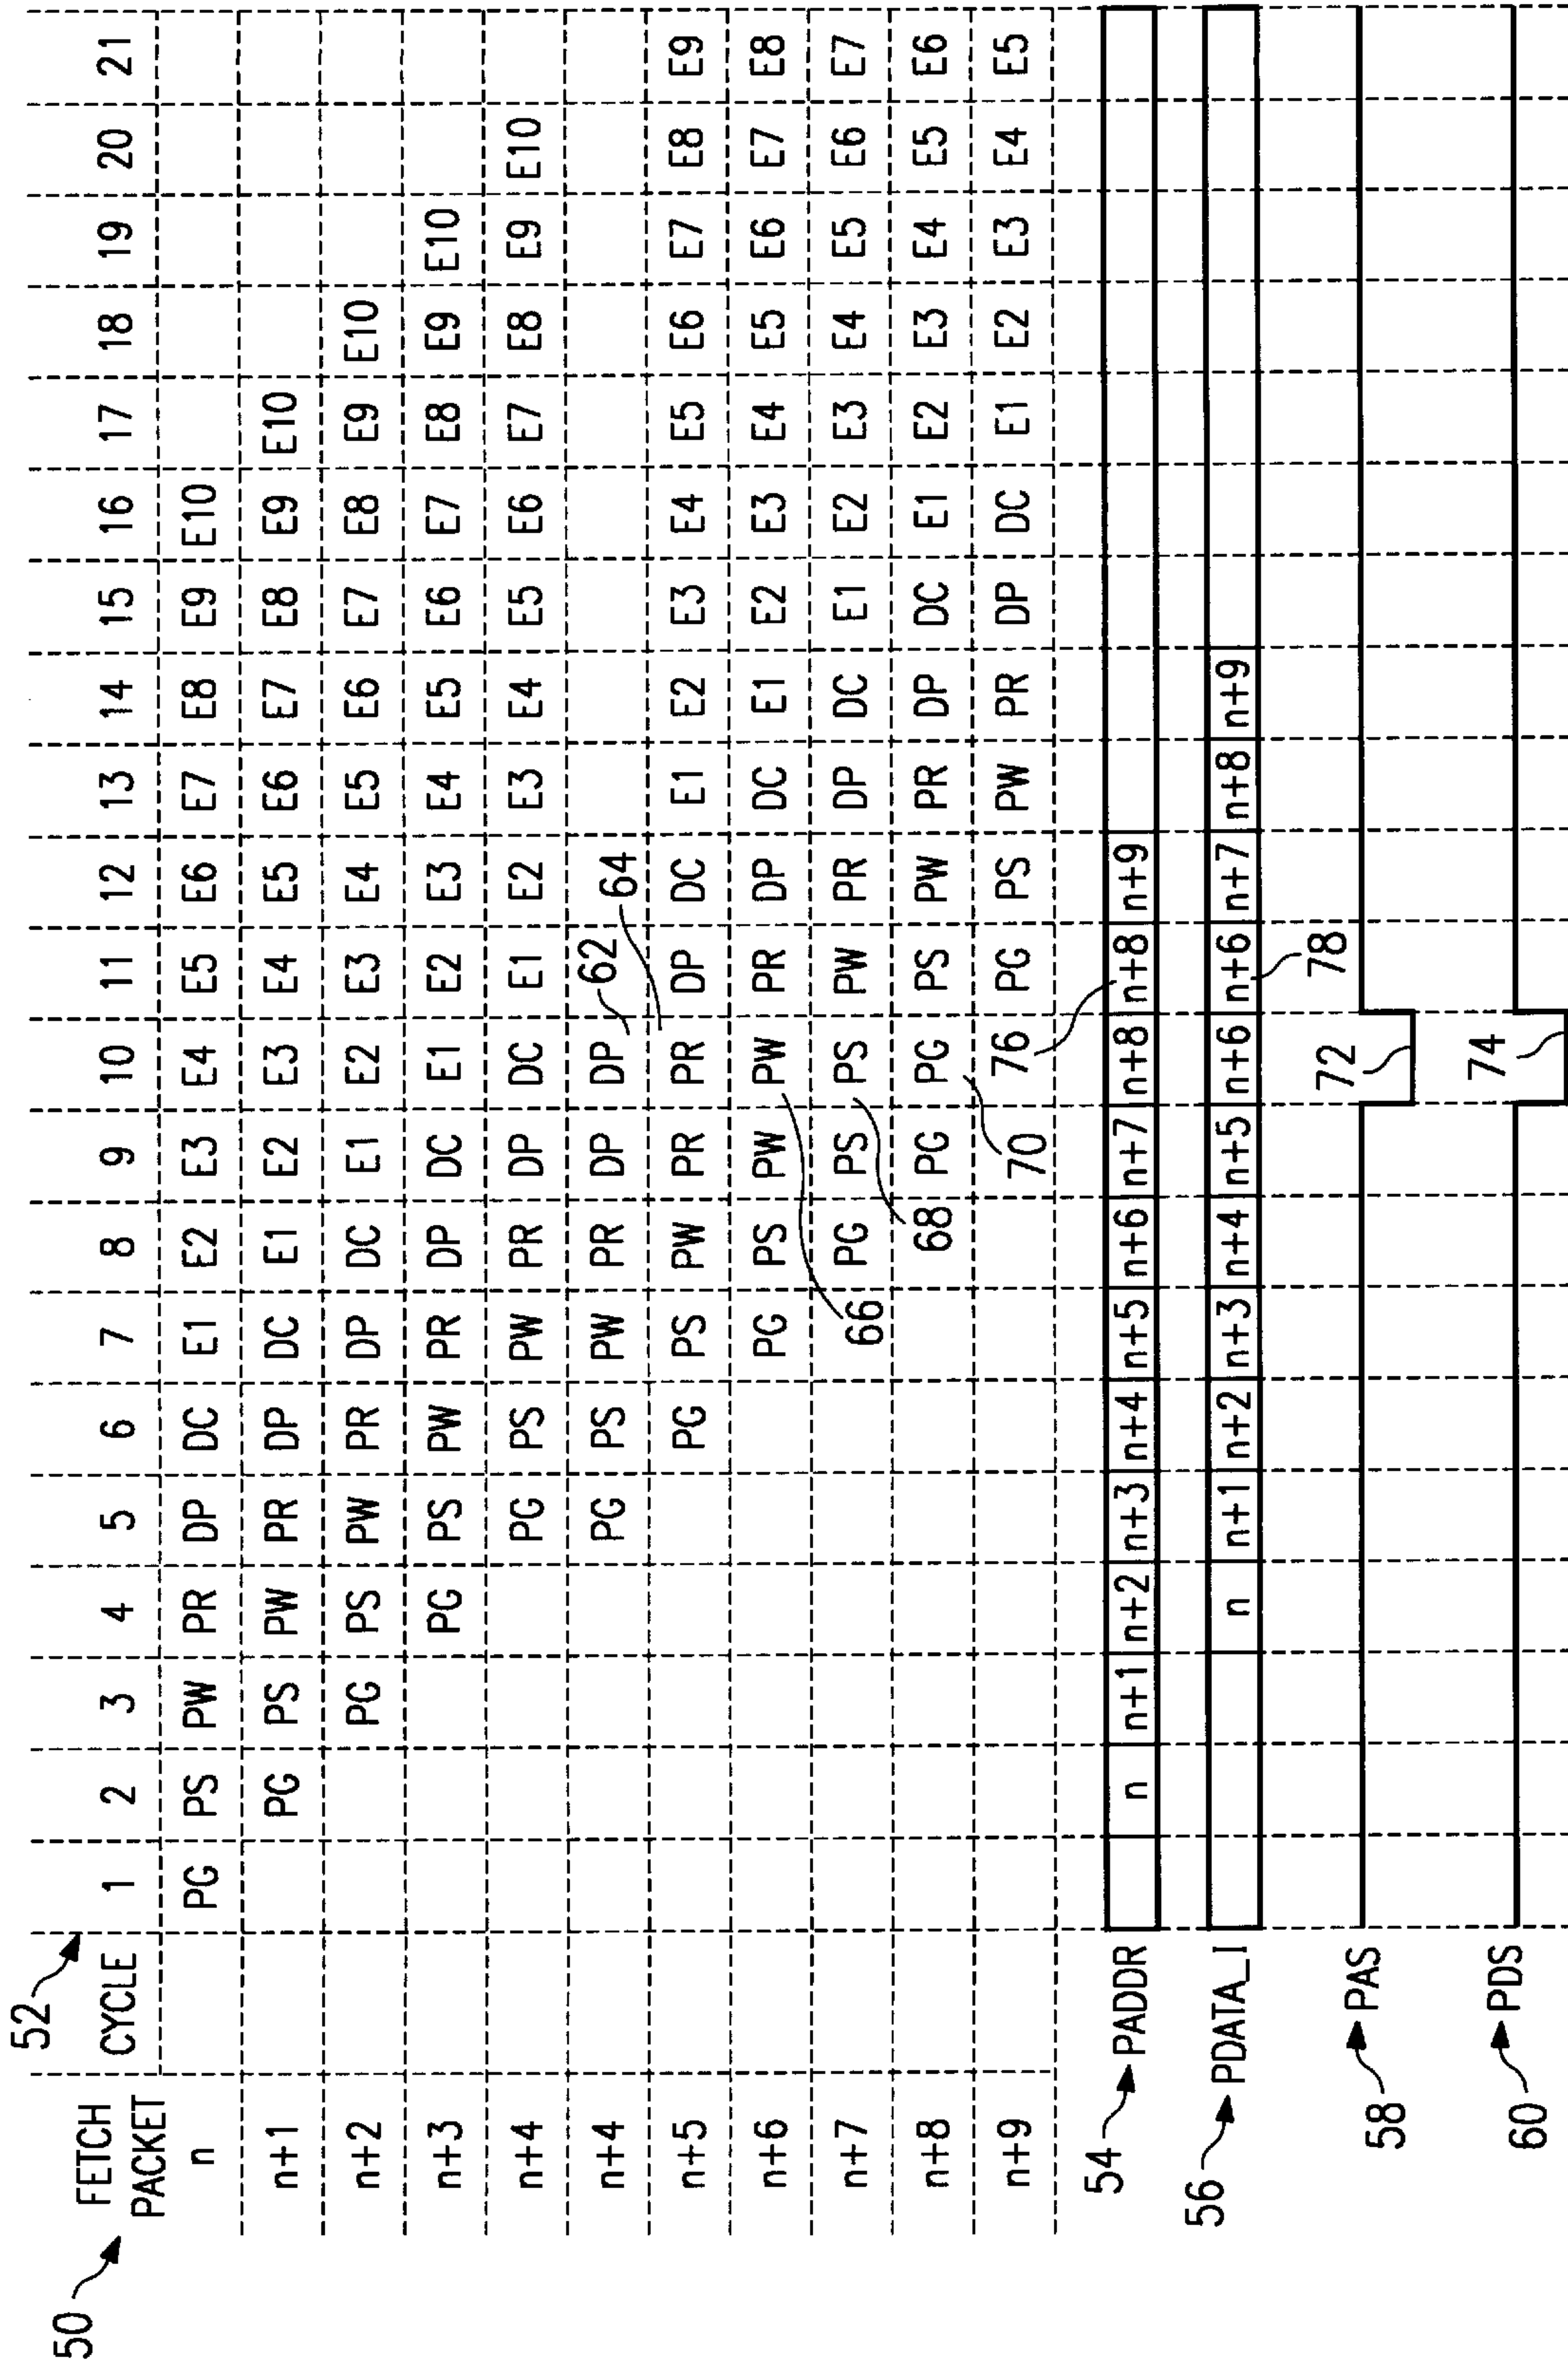 52
50 FETCH PACKET CYCLE 1 2 3 4 5 6 7 8 9 10 11 12 13 14 15 16 17 18 19 20 21
n PG PS PW PR DP DC E1 E2 E3 E4 E5 E6 E7 E8 E9 E10
n+1 PG PS PW PR DP DC E1 E2 E3 E4 E5 E6 E7 E8 E9 E10
n+2 PG PS PW PR DP DC E1 E2 E3 E4 E5 E6 E7 E8 E9 E10
n+3 PG PS PW PR DP DC E1 E2 E3 E4 E5 E6 E7 E8 E9 E10
n+4 PG PS PW PR DP DC E1 E2 E3 E4 E5 E6 E7 E8 E9 E10
n+4 PG PS PW PR DP DP 62 64
n+5 PG PS PW PR PR DP DC E1 E2 E3 E4 E5 E6 E7 E8 E9
n+6 PG PS PW PW PR DP DC E1 E2 E3 E4 E5 E6 E7 E8
66
n+7 PG PS PS PW PR DP DC E1 E2 E3 E4 E5 E6 E7
68
n+8 PG PG PS PW PR DP DC E1 E2 E3 E4 E5 E6
n+9 PG PS PW PR DP DC E1 E2 E3 E4 E5
70 76
54 PADDR n n+1 n+2 n+3 n+4 n+5 n+6 n+7 n+8 n+8 n+9
56 PDATA_I n n+1 n+2 n+3 n+4 n+5 n+6 n+6 n+7 n+8 n+9
78
58 PAS 72
60 PDS 74